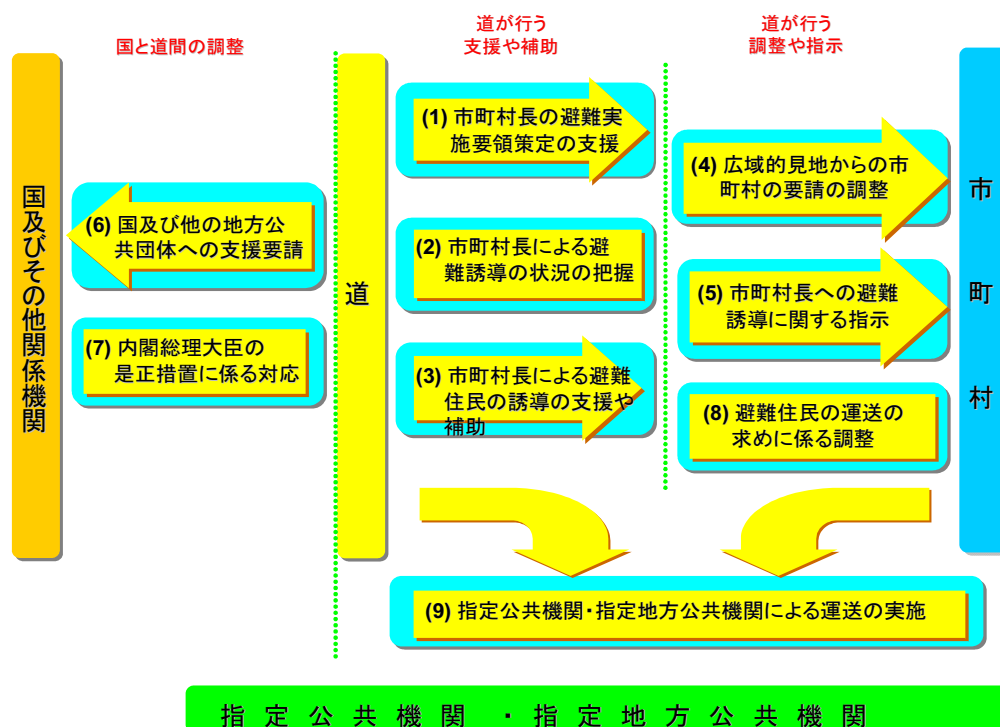 国と道間の調整
道が行う
支援や補助
道が行う
調整や指示
国及びその他関係機関
道
市町村
(1) 市町村長の避難実
施要領策定の支援
(2) 市町村長による避
難誘導の状況の把握
(3) 市町村長による避難
住民の誘導の支援や
補助
(4) 広域的見地からの市
町村の要請の調整
(5) 市町村長への避難
誘導に関する指示
(6) 国及び他の地方公
共団体への支援要請
(7) 内閣総理大臣の
是正措置に係る対応
(8) 避難住民の運送の
求めに係る調整
(9) 指定公共機関・指定地方公共機関による運送の実施
指定公共機関・指定地方公共機関